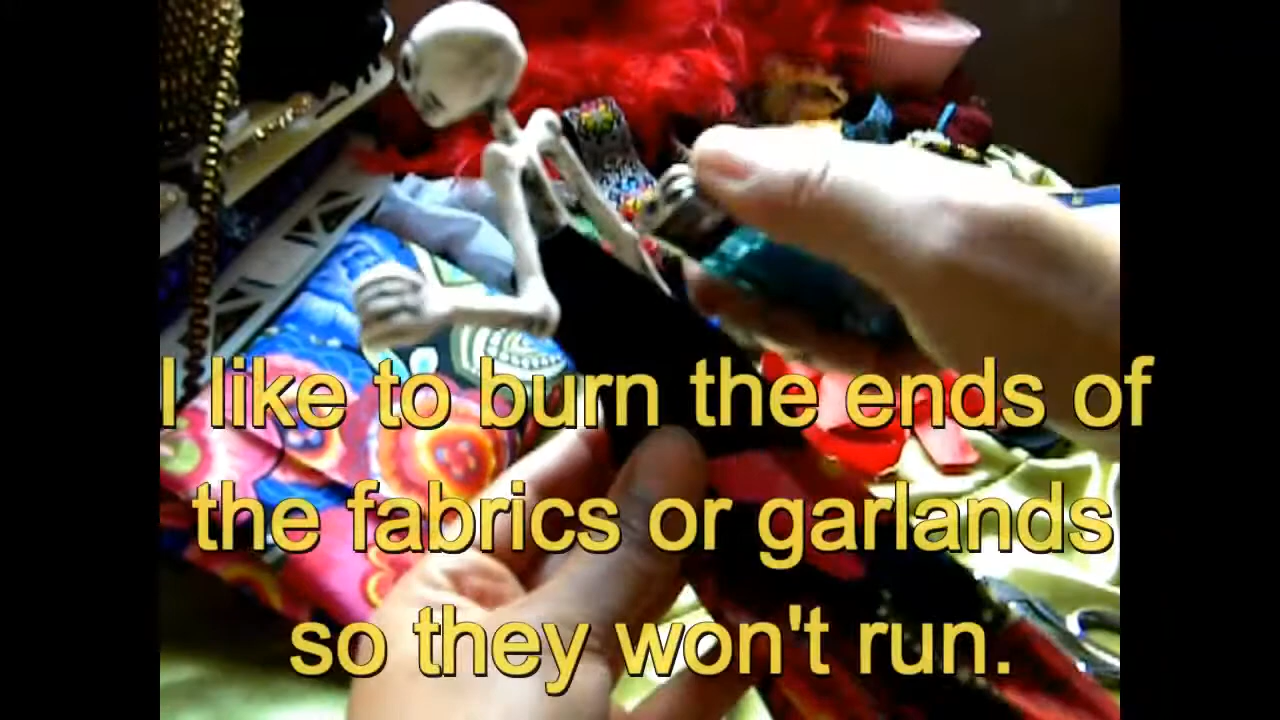 I like to burn the ends of
the fabrics or garlands
so they won't run.